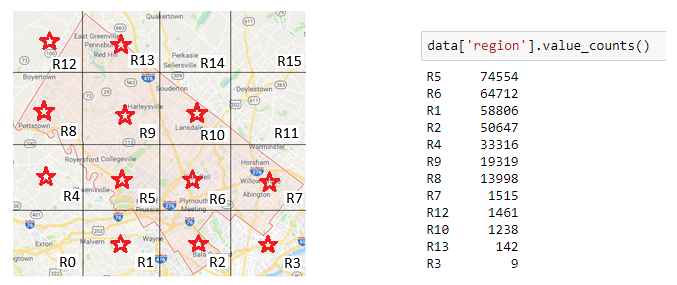 Quakertown
East Greenville
Pennsburg
Red Hill
R12
R13
R14
R15
Perkasie
Sellersville
Boyertown
Souderton
Doylestown
Harleysville
Pottstown
Lansdale
R8
R9
R10
R11
Warminster
Royersford
Collegeville
Horsham
Phoenixville
Abington
R4
R5
R6
R7
Prussia
Plymouth
Meeting
Exton
Malvern
Wayne
R0
R1
R2
R3
data['region'].value_counts()
R5 74554
R6 64712
R1 58806
R2 50647
R4 33316
R9 19319
R8 13998
R7 1515
R12 1461
R10 1238
R13 142
R3 9